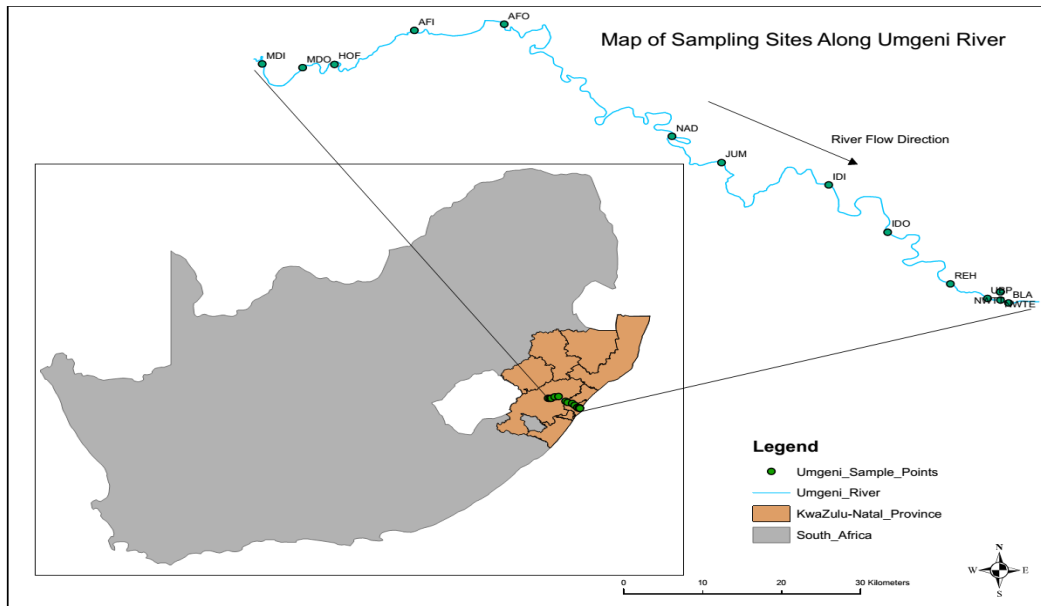 AFI
AFO
Map of Sampling Sites Along Umgeni River
MDI
MDO
HOF
NAD
River Flow Direction
JUM
IDI
IDO
REH
BLA
NWTE
Legend
Umgeni_Sample_Points
Umgeni_River
KwaZulu-Natal_Province
South_Africa
N
W
E
S
0
10
20
30 Kilometers